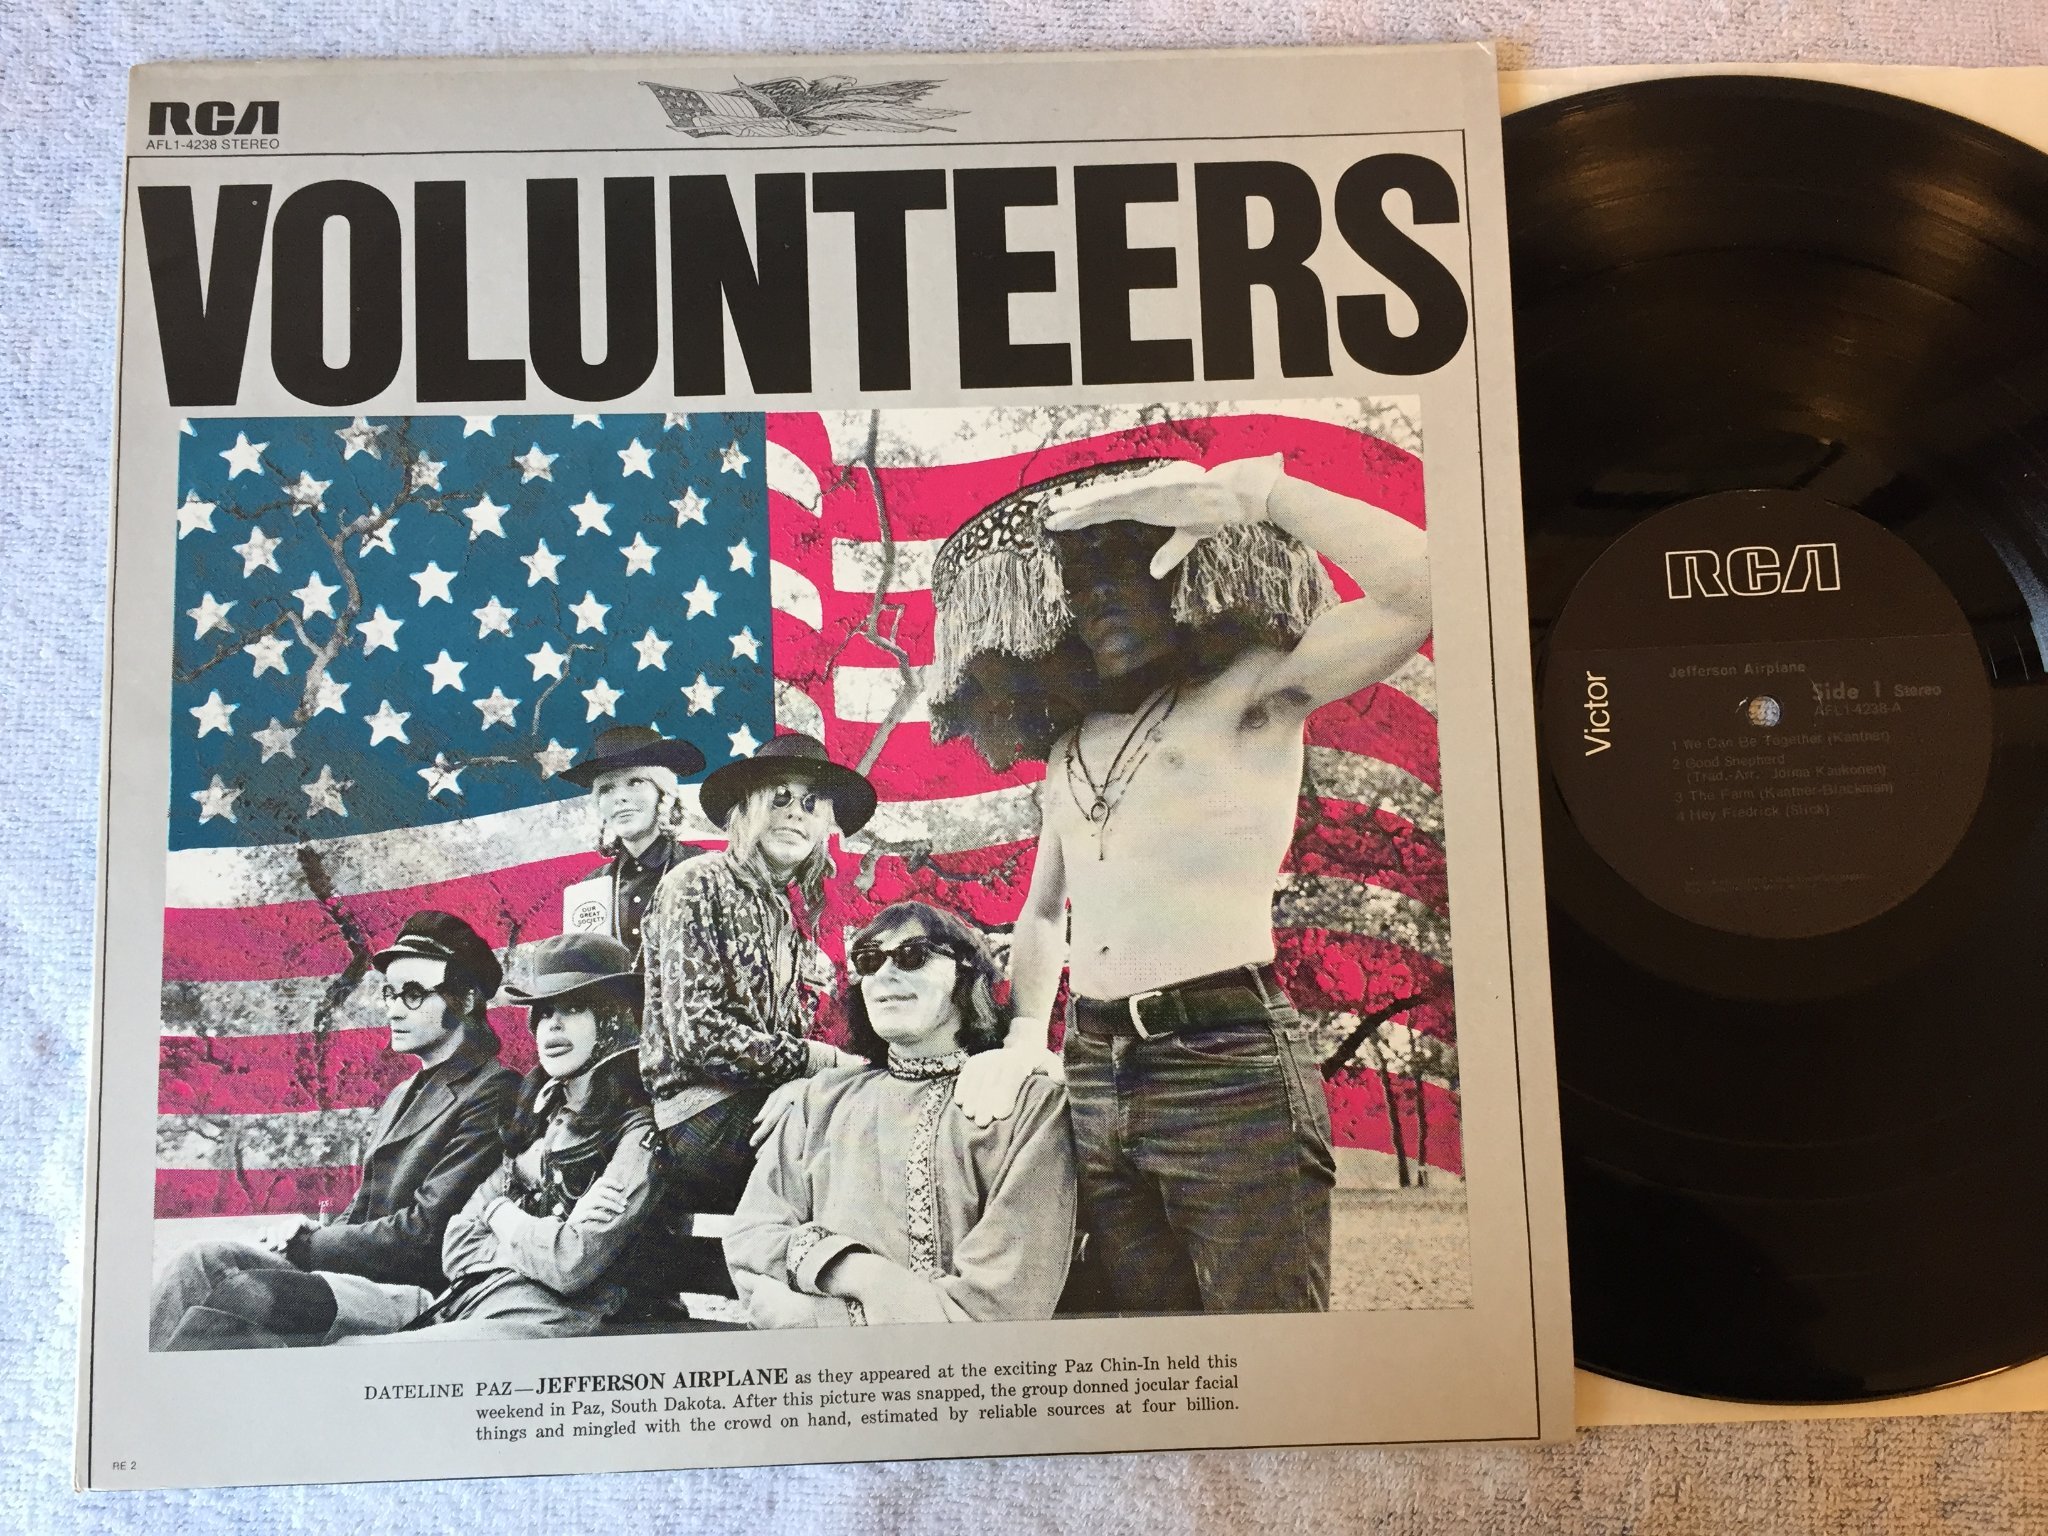 RCA
AFL1-4238 STEREO
VOLUNTEERS
OUR
GREAT
SOCIETY
DATELINE PAZ—JEFFERSON AIRPLANE as they appeared at the exciting Paz Chin-In held this
weekend in Paz, South Dakota. After this picture was snapped, the group donned jocular facial
things and mingled with the crowd on hand, estimated by reliable sources at four billion.
RE 2
RCA
Victor
Jefferson Airplane
Side 1 Stereo
AFL1-4238-A
1 We Can Be Together (Kantner)
2 Good Shepherd
(Trad.-Arr. Jorma Kaukonen)
3 The Farm (Kantner-Blackman)
4 Hey Fredrick (Slick)